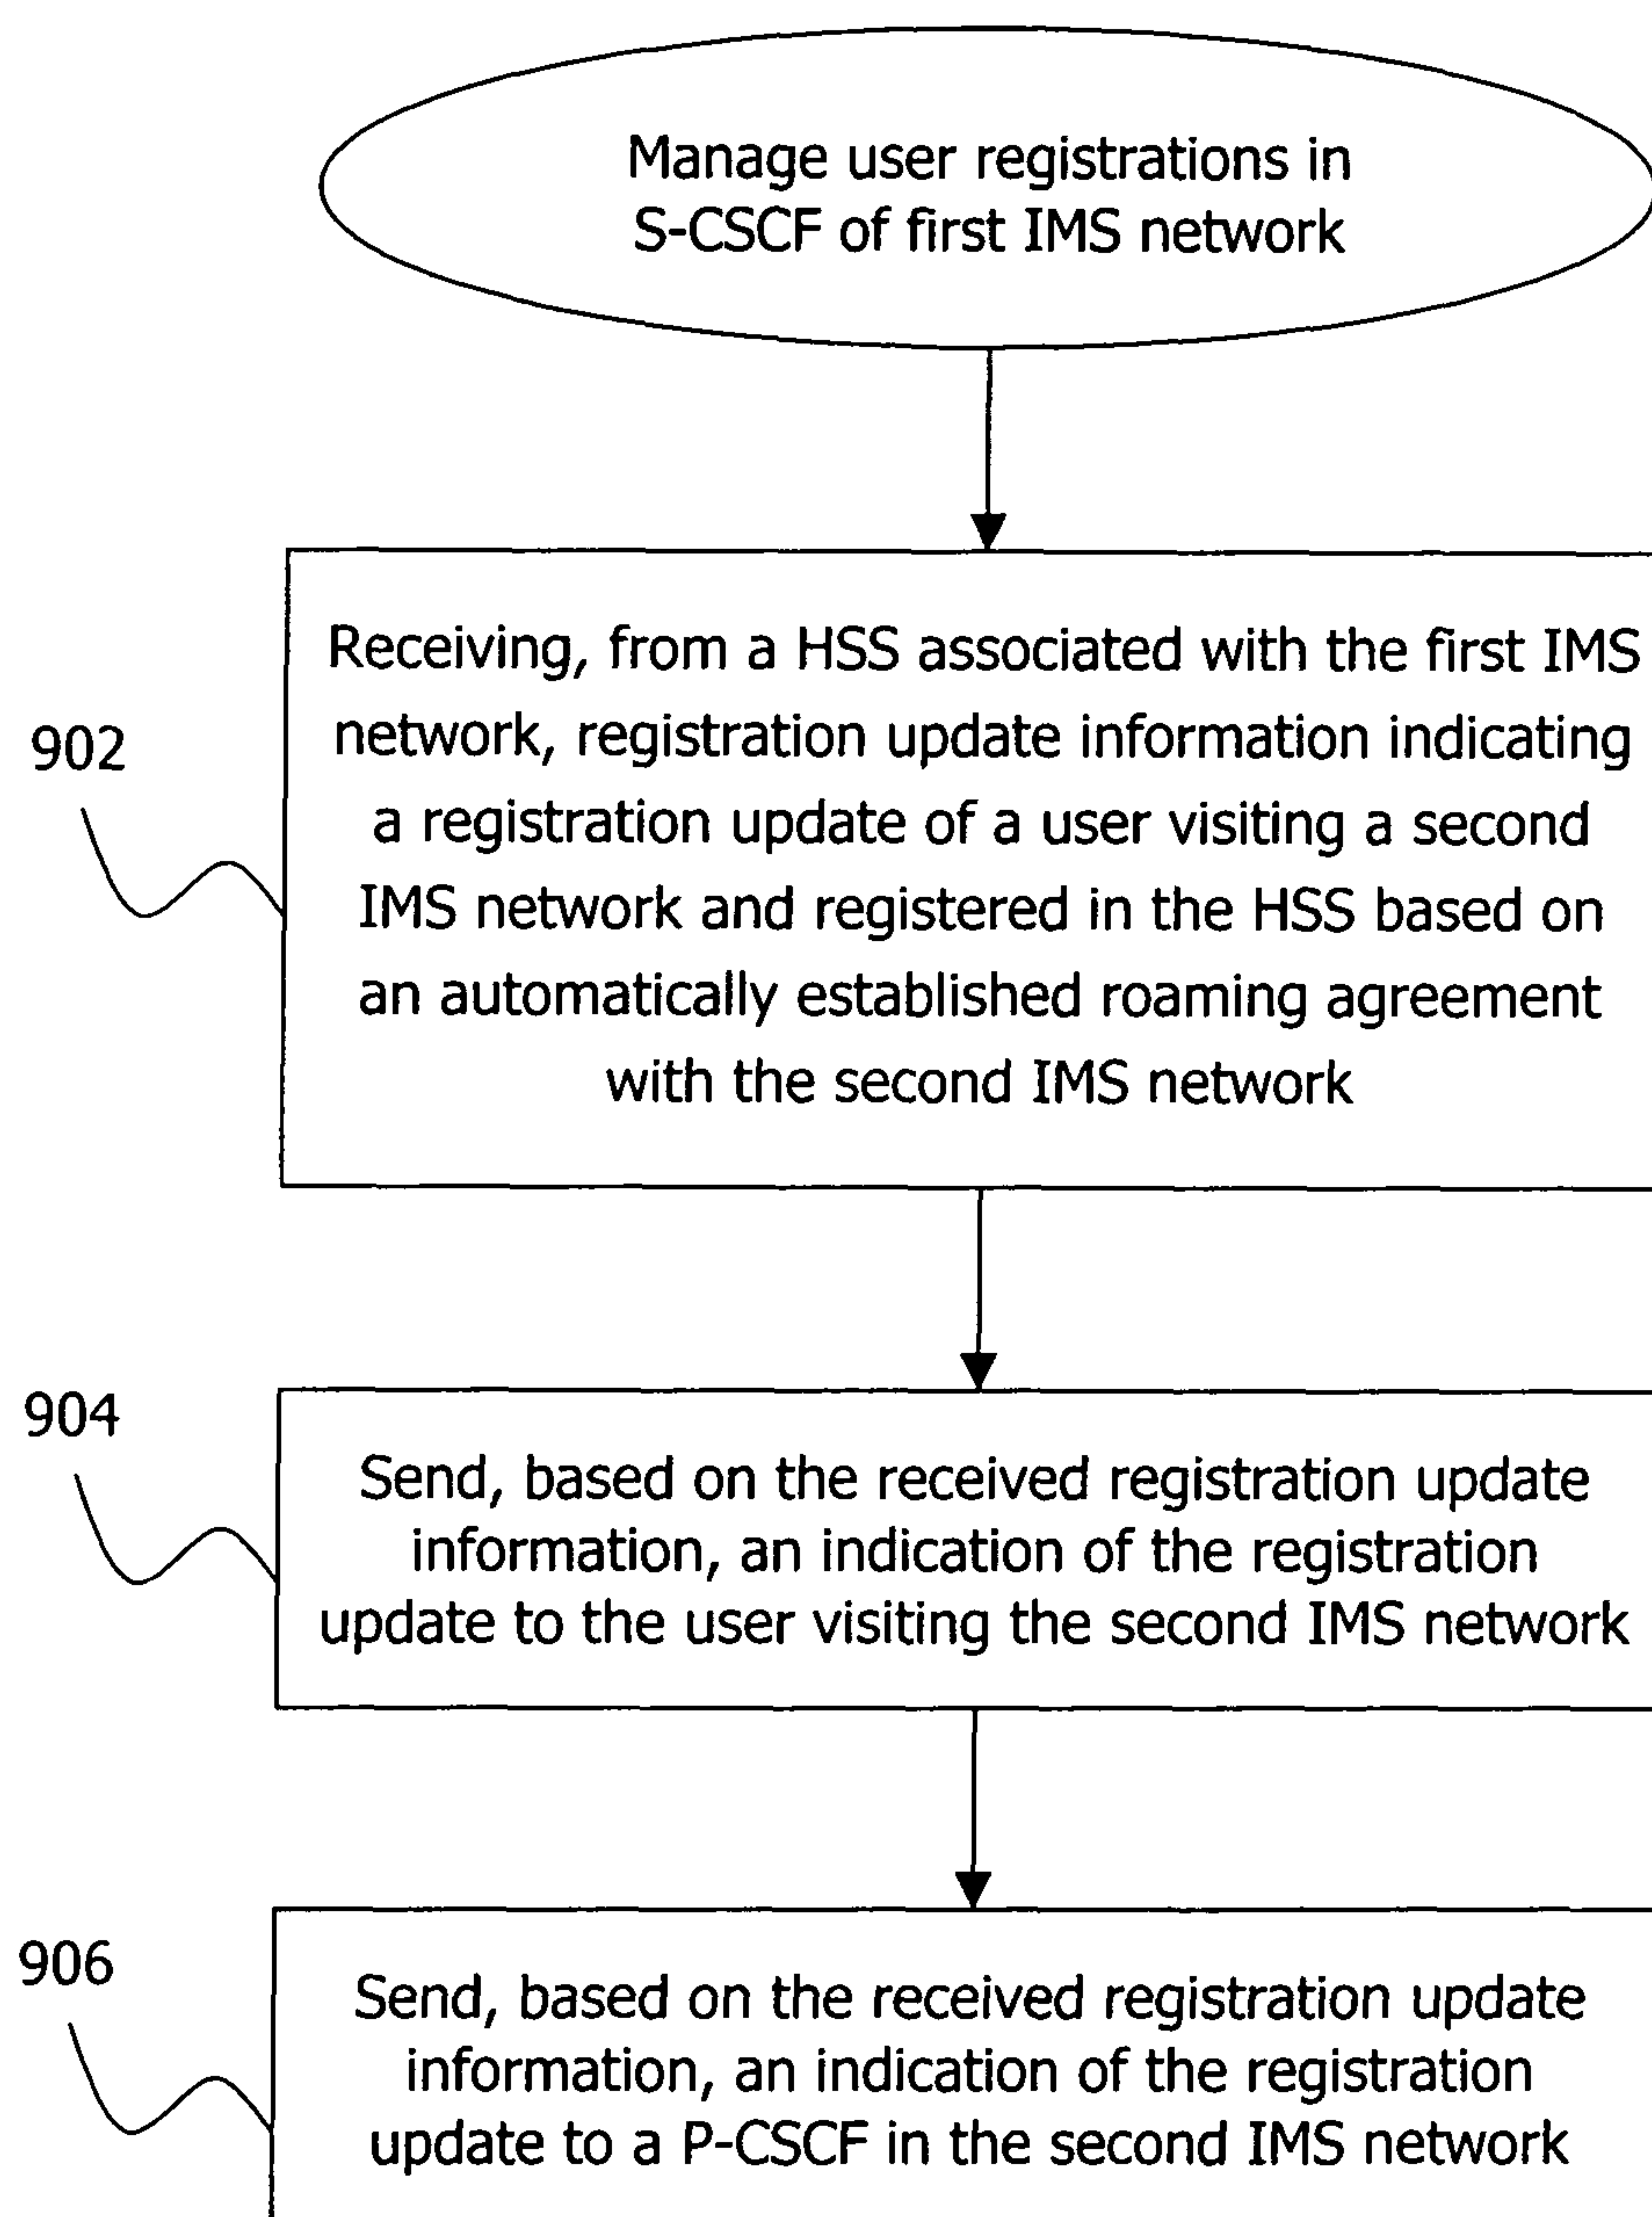 Manage user registrations in
S-CSCF of first IMS network
902
Receiving, from a HSS associated with the first IMS
network, registration update information indicating
a registration update of a user visiting a second
IMS network and registered in the HSS based on
an automatically established roaming agreement
with the second IMS network
904
Send, based on the received registration update
information, an indication of the registration
update to the user visiting the second IMS network
906
Send, based on the received registration update
information, an indication of the registration
update to a P-CSCF in the second IMS network